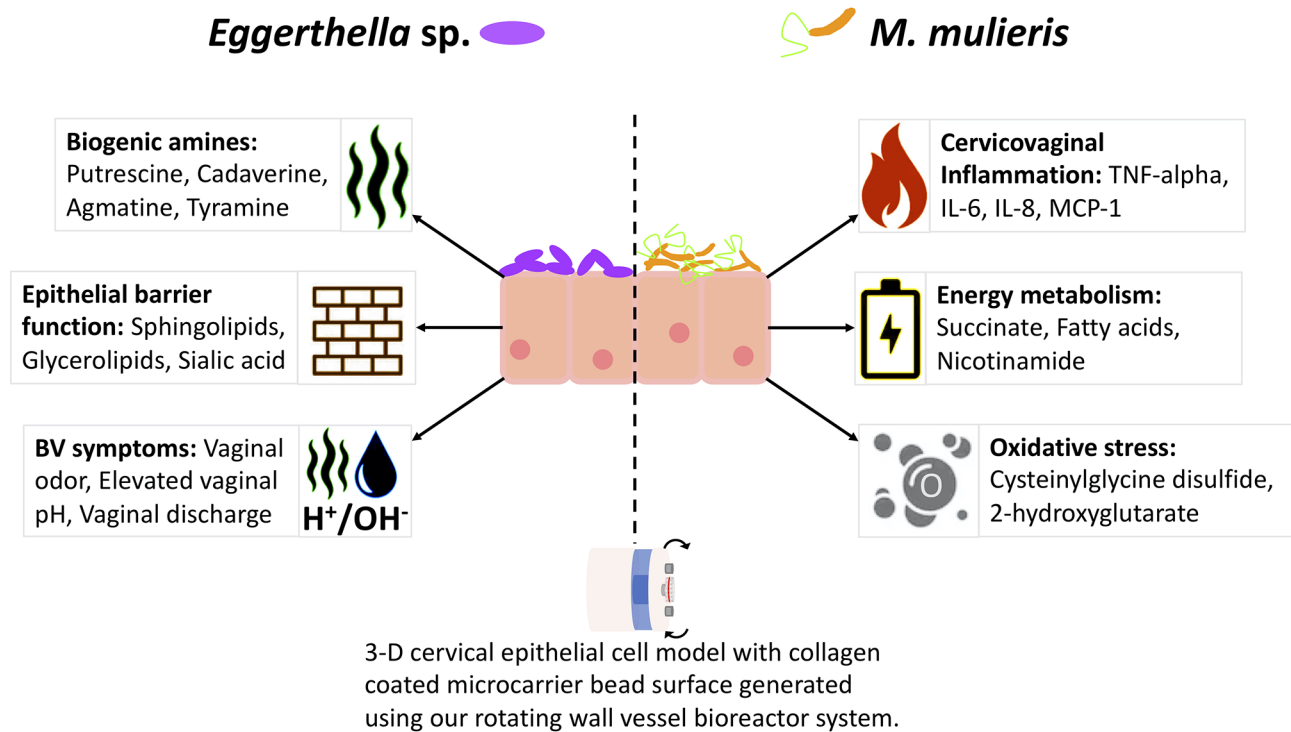 Eggerthella sp.
M. mulieris
Biogenic amines:
Putrescine, Cadaverine,
Agmatine, Tyramine
Epithelial barrier
function: Sphingolipids,
Glycerolipids, Sialic acid
BV symptoms: Vaginal
odor, Elevated vaginal
pH, Vaginal discharge
H⁺/OH⁻
Cervicovaginal
Inflammation: TNF-alpha,
IL-6, IL-8, MCP-1
Energy metabolism:
Succinate, Fatty acids,
Nicotinamide
Oxidative stress:
Cysteinylglycine disulfide,
2-hydroxyglutarate
O
3-D cervical epithelial cell model with collagen
coated microcarrier bead surface generated
using our rotating wall vessel bioreactor system.